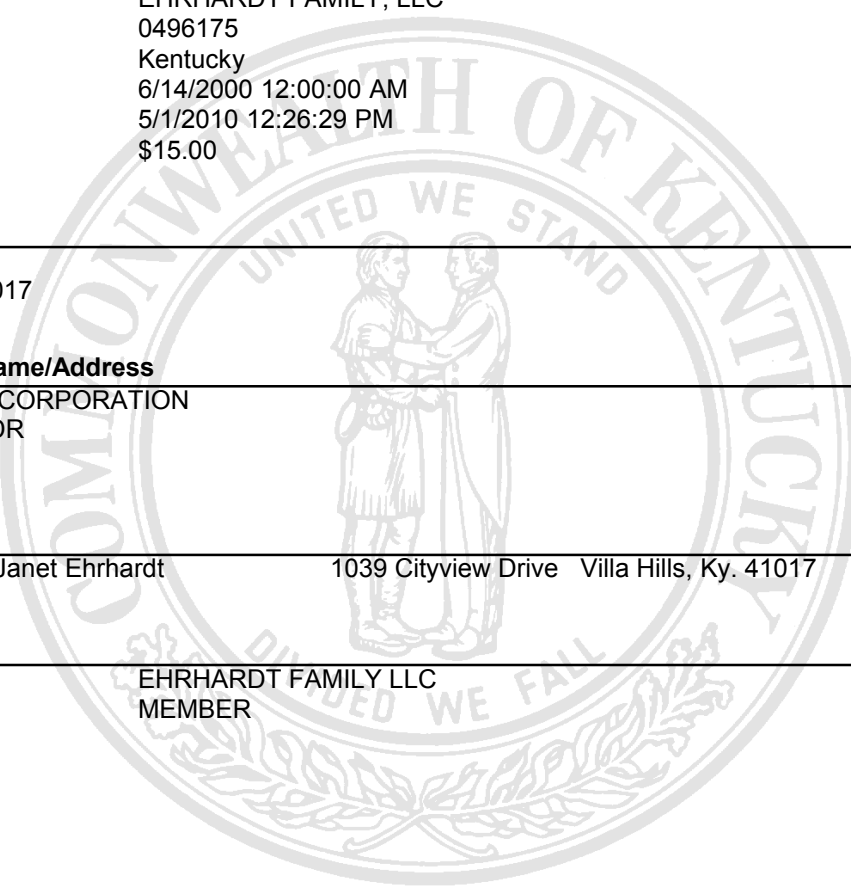 EHRHARDT FAMILY, LLC
0496175
Kentucky
6/14/2000 12:00:00 AM
5/1/2010 12:26:29 PM
$15.00
COMMONWEALTH OF KENTUCKY
UNITED WE STAND
017
ame/Address
CORPORATION
OR
Janet Ehrhardt 1039 Cityview Drive Villa Hills, Ky. 41017
EHRHARDT FAMILY LLC
MEMBER
DIVIDED WE FALL